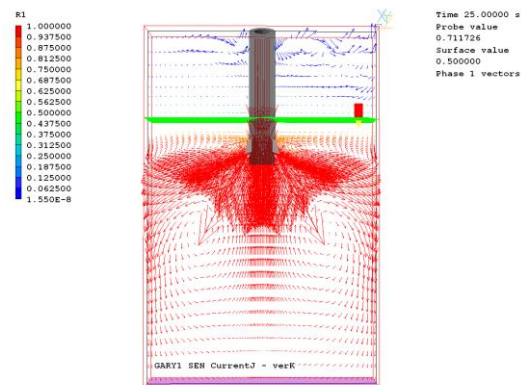 R1
1.000000
0.937500
0.875000
0.812500
0.750000
0.687500
0.625000
0.562500
0.500000
0.437500
0.375000
0.312500
0.250000
0.187500
0.125000
0.062500
1.550E-8
Time 25.00000 s
Probe value
0.711726
Surface value
0.500000
Phase 1 vectors
GARY1 SEN CurrentJ - verK